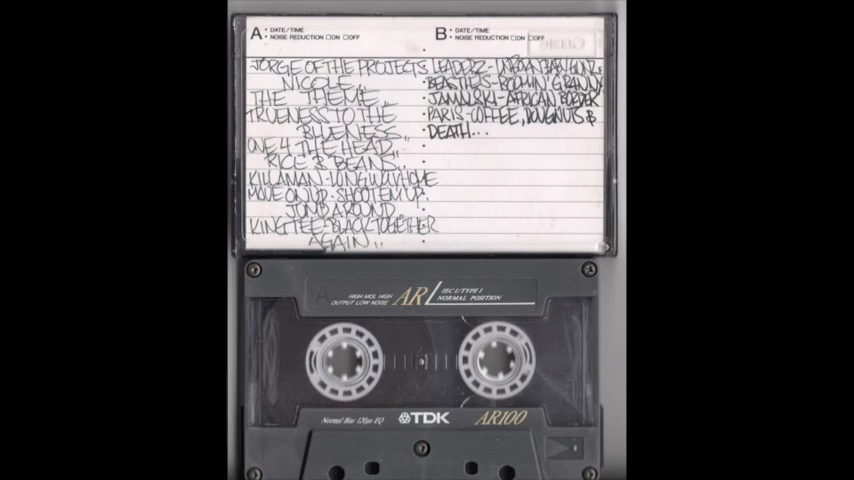 A • DATE/TIME
• NOISE REDUCTION □ON □OFF
B • DATE/TIME
• NOISE REDUCTION □ON □OFF
JORGE OF THE PROJECTS
NICOLE..
THE THEME..
TRUENESS TO THE
BLUENESS..
ONE 4 THE HEAD..
RICE & BEANS..
KILLAMAN-LONG WAY HOME
MOVE ON UP-SHOOT EM UP.
JUMP AROUND..
KING TEE-BLACK TOGETHER
AGAIN..
LEADERZ-
BEASTIES-ROCKIN' GRANNY
JAMALSKI-AFRICAN BORDER
PARIS-COFFEE, DOUGNUTS &
DEATH...
A
HIGH MOL. HIGH
OUTPUT LOW NOISE
AR
IEC I/TYPE I
NORMAL POSITION
Normal Bias 120µs EQ
TDK
AR100